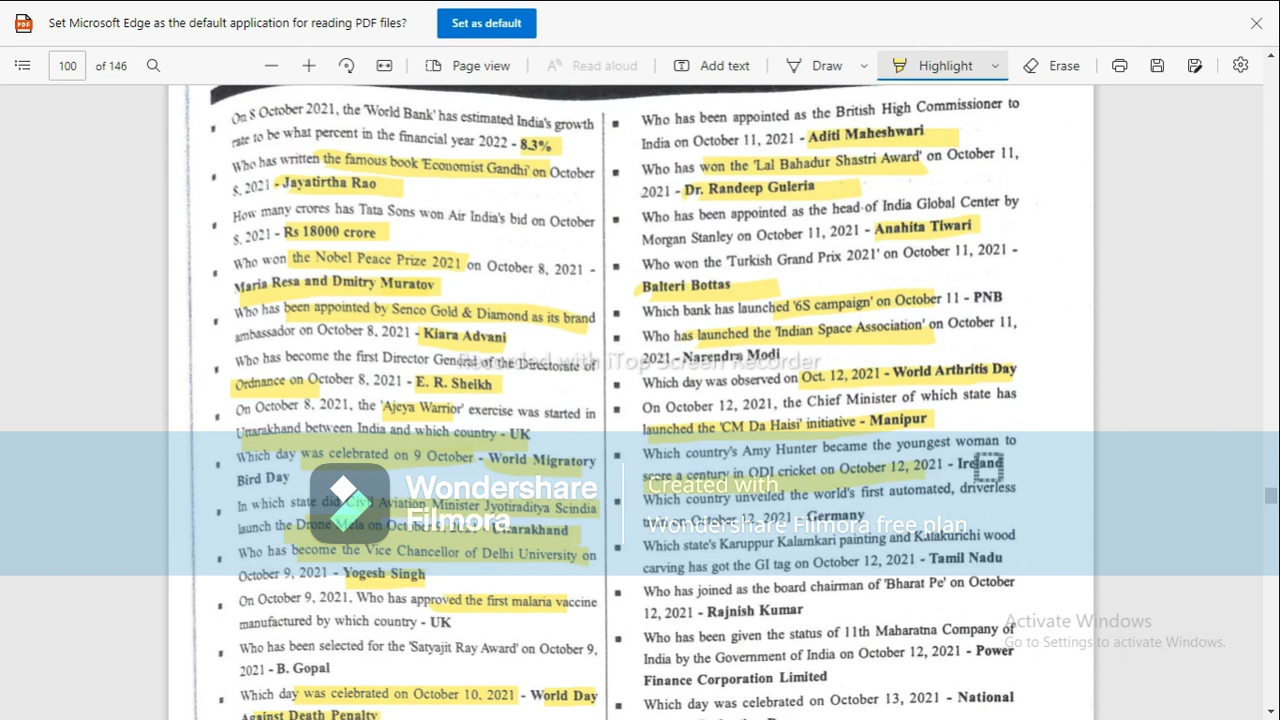 Set Microsoft Edge as the default application for reading PDF files?
Set as default
100 of 146
Page view
Read aloud
Add text
Draw
Highlight
Erase
On 8 October 2021, the 'World Bank' has estimated India's growth
rate to be what percent in the financial year 2022 - 8.3%
Who has written the famous book 'Economist Gandhi' on October
8, 2021 - Jayatirtha Rao
How many crores has Tata Sons won Air India's bid on October
8, 2021 - Rs 18000 crore
Who won the Nobel Peace Prize 2021 on October 8, 2021 -
Maria Resa and Dmitry Muratov
Who has been appointed by Senco Gold & Diamond as its brand
ambassador on October 8, 2021 - Kiara Advani
Who has become the first Director General of the Directorate of
Ordnance on October 8, 2021 - E. R. Sheikh
On October 8, 2021, the 'Ajeya Warrior' exercise was started in
Uttarakhand between India and which country - UK
Which day was celebrated on 9 October - World Migratory
Bird Day
In which state did Civil Aviation Minister Jyotiraditya Scindia
launch the Drone Mela on October 2021 - Uttarakhand
Who has become the Vice Chancellor of Delhi University on
October 9, 2021 - Yogesh Singh
On October 9, 2021, Who has approved the first malaria vaccine
manufactured by which country - UK
Who has been selected for the 'Satyajit Ray Award' on October 9,
2021 - B. Gopal
Which day was celebrated on October 10, 2021 - World Day
Against Death Penalty
Who has been appointed as the British High Commissioner to
India on October 11, 2021 - Aditi Maheshwari
Who has won the 'Lal Bahadur Shastri Award' on October 11,
2021 - Dr. Randeep Guleria
Who has been appointed as the head of India Global Center by
Morgan Stanley on October 11, 2021 - Anahita Tiwari
Who won the 'Turkish Grand Prix 2021' on October 11, 2021 -
Balteri Bottas
Which bank has launched '6S campaign' on October 11 - PNB
Who has launched the 'Indian Space Association' on October 11,
2021 - Narendra Modi
Which day was observed on Oct. 12, 2021 - World Arthritis Day
On October 12, 2021, the Chief Minister of which state has
launched the 'CM Da Haisi' initiative - Manipur
Which country's Amy Hunter became the youngest woman to
score a century in ODI cricket on October 12, 2021 - Ireland
Which country unveiled the world's first automated, driverless
on October 12, 2021 - Germany
Which state's Karuppur Kalamkari painting and Kalakurichi wood
carving has got the GI tag on October 12, 2021 - Tamil Nadu
Who has joined as the board chairman of 'Bharat Pe' on October
12, 2021 - Rajnish Kumar
Who has been given the status of 11th Maharatna Company of
India by the Government of India on October 12, 2021 - Power
Finance Corporation Limited
Which day was celebrated on October 13, 2021 - National
Recorded with iTop Screen Recorder
Wondershare
Filmora
Created with
Wondershare Filmora free plan
Activate Windows
Go to Settings to activate Windows.